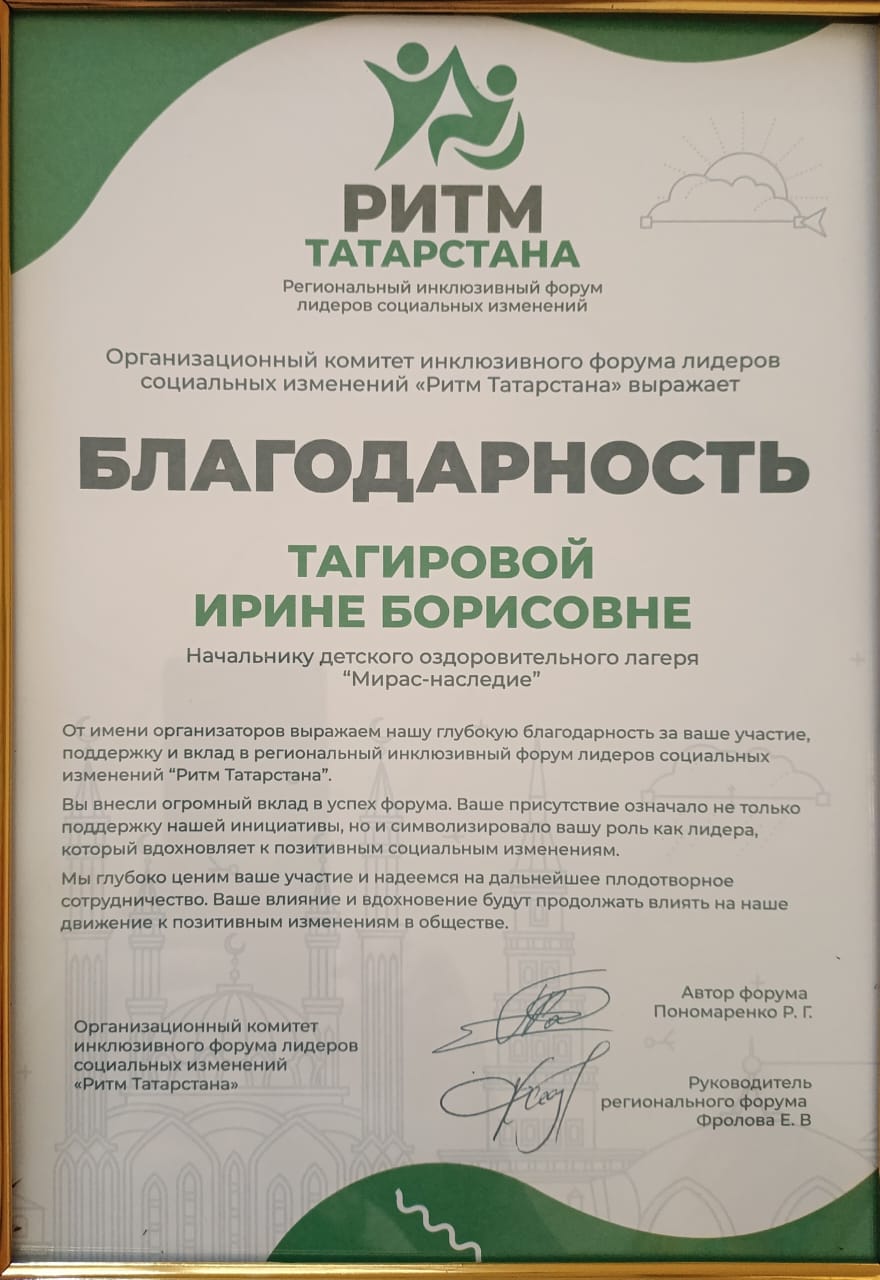 РИТМ
ТАТАРСТАНА
Региональный инклюзивный форум
лидеров социальных изменений
Организационный комитет инклюзивного форума лидеров
социальных изменений «Ритм Татарстана» выражает
БЛАГОДАРНОСТЬ
ТАГИРОВОЙ
ИРИНЕ БОРИСОВНЕ
Начальнику детского оздоровительного лагеря
“Мирас-наследие”
От имени организаторов выражаем нашу глубокую благодарность за ваше участие,
поддержку и вклад в региональный инклюзивный форум лидеров социальных
изменений “Ритм Татарстана”.
Вы внесли огромный вклад в успех форума. Ваше присутствие означало не только
поддержку нашей инициативы, но и символизировало вашу роль как лидера,
который вдохновляет к позитивным социальным изменениям.
Мы глубоко ценим ваше участие и надеемся на дальнейшее плодотворное
сотрудничество. Ваше влияние и вдохновение будут продолжать влиять на наше
движение к позитивным изменениям в обществе.
Организационный комитет
инклюзивного форума лидеров
социальных изменений
«Ритм Татарстана»
Автор форума
Пономаренко Р. Г.
Руководитель
регионального форума
Фролова Е. В